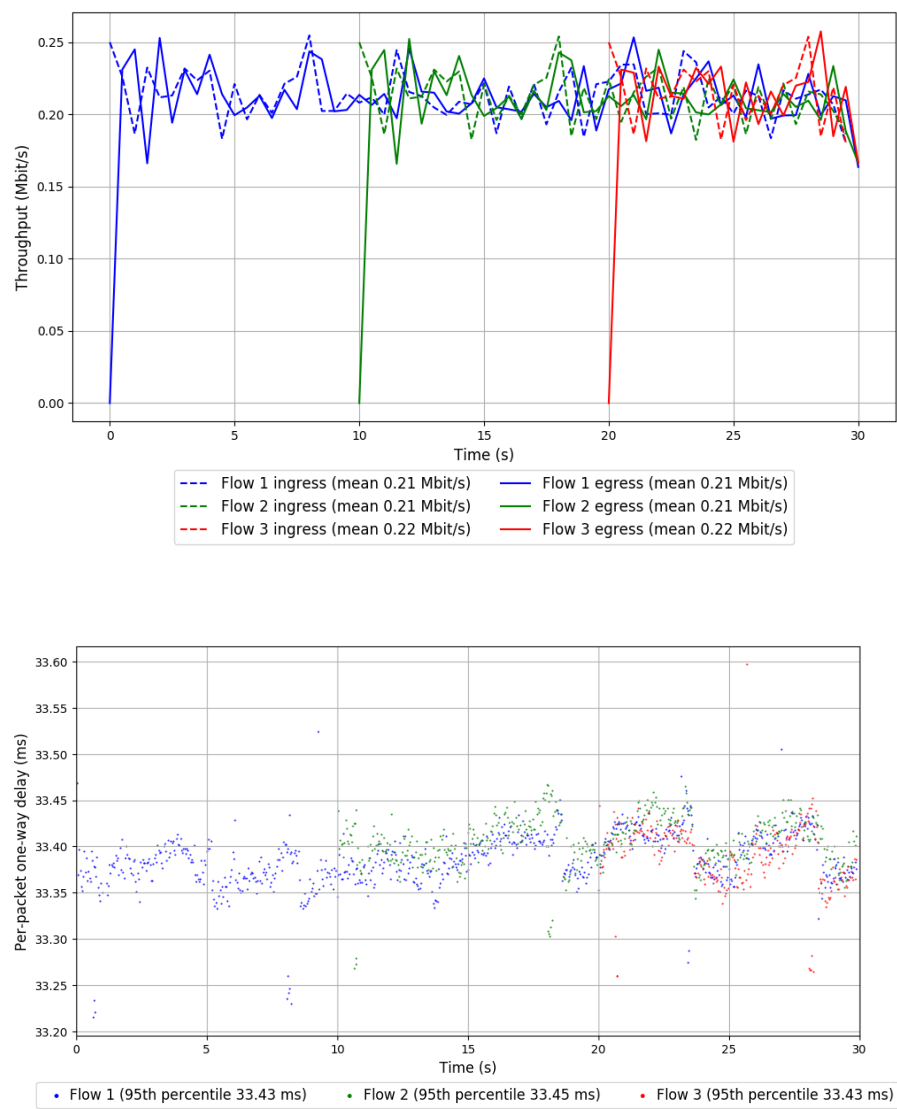 0.25
0.20
0.15
0.10
0.05
0.00
Throughput (Mbit/s)
0 5 10 15 20 25 30
Time (s)
Flow 1 ingress (mean 0.21 Mbit/s) Flow 1 egress (mean 0.21 Mbit/s)
Flow 2 ingress (mean 0.21 Mbit/s) Flow 2 egress (mean 0.21 Mbit/s)
Flow 3 ingress (mean 0.22 Mbit/s) Flow 3 egress (mean 0.22 Mbit/s)
33.60
33.55
33.50
33.45
33.40
33.35
33.30
33.25
33.20
Per-packet one-way delay (ms)
0 5 10 15 20 25 30
Time (s)
Flow 1 (95th percentile 33.43 ms) Flow 2 (95th percentile 33.45 ms) Flow 3 (95th percentile 33.43 ms)